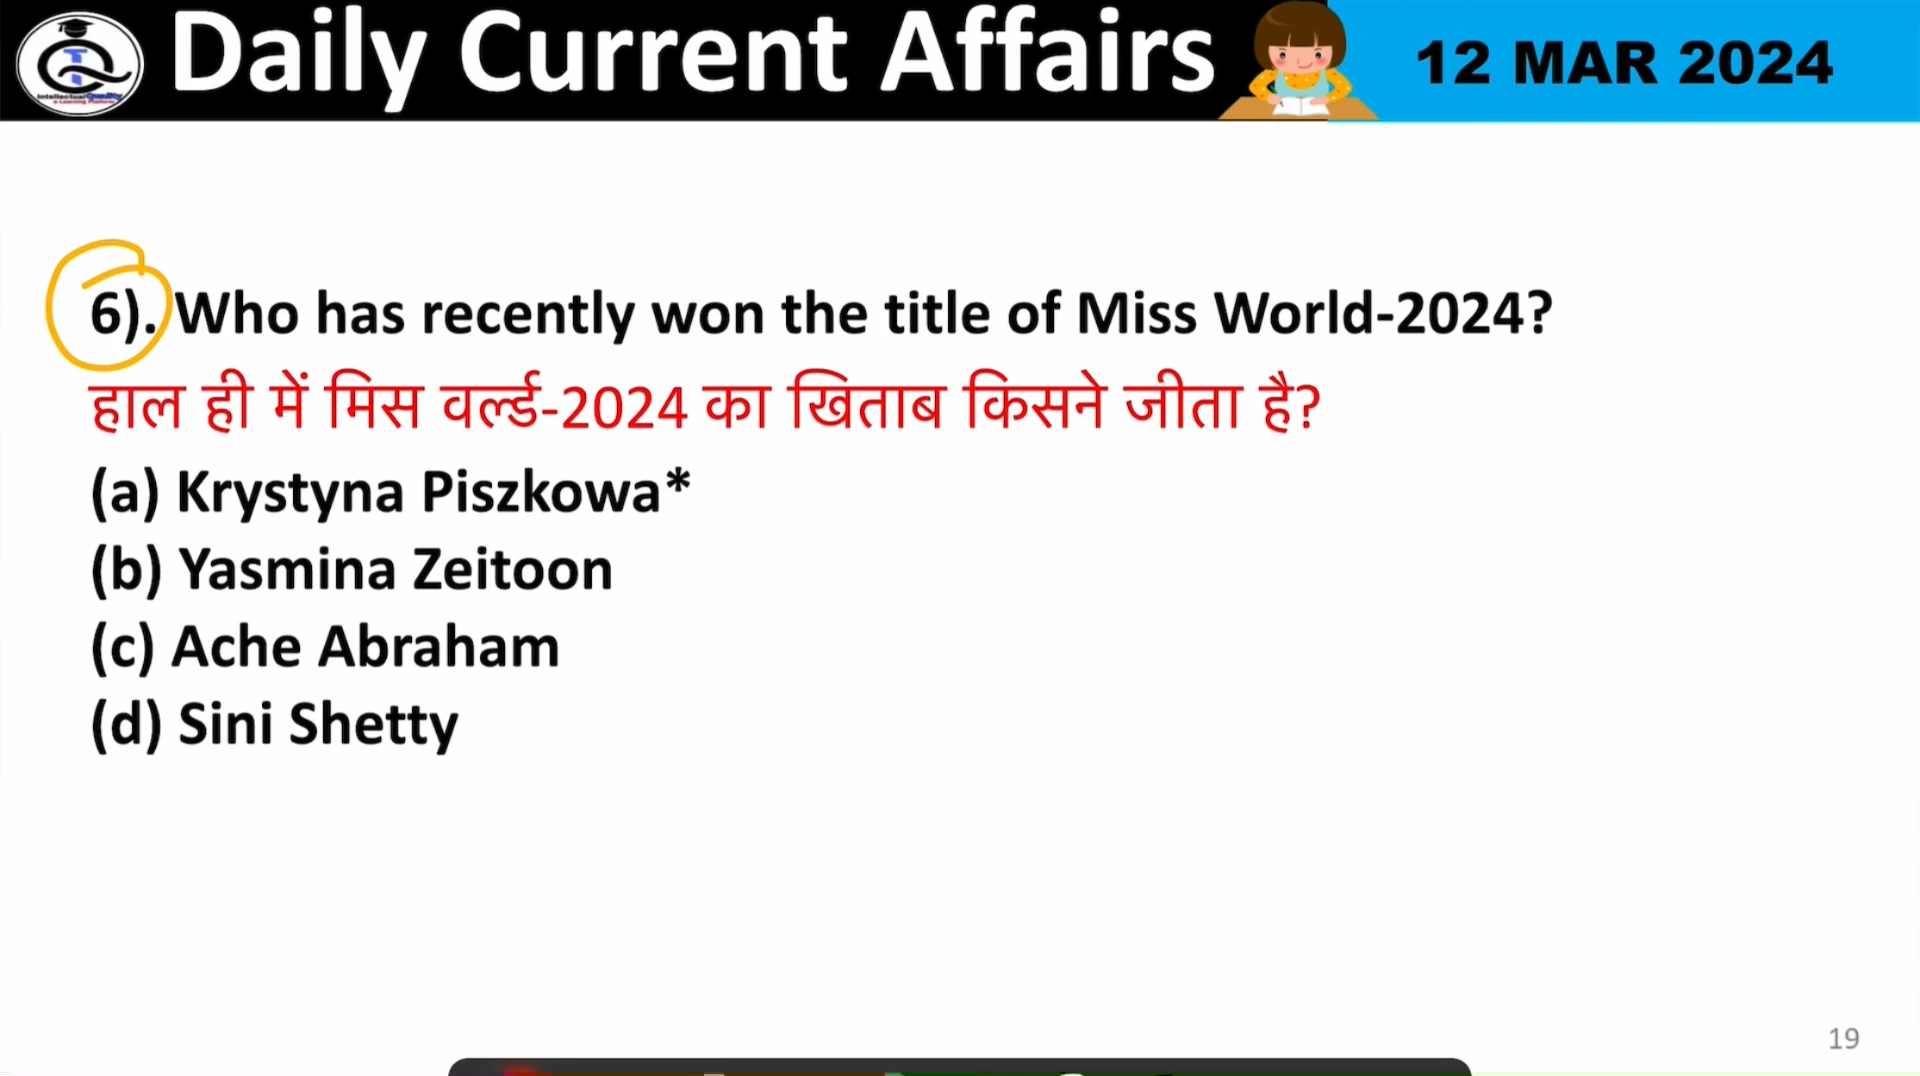 Daily Current Affairs
12 MAR 2024
6). Who has recently won the title of Miss World-2024?
हाल ही में मिस वर्ल्ड-2024 का खिताब किसने जीता है?
(a) Krystyna Piszkowa*
(b) Yasmina Zeitoon
(c) Ache Abraham
(d) Sini Shetty
19